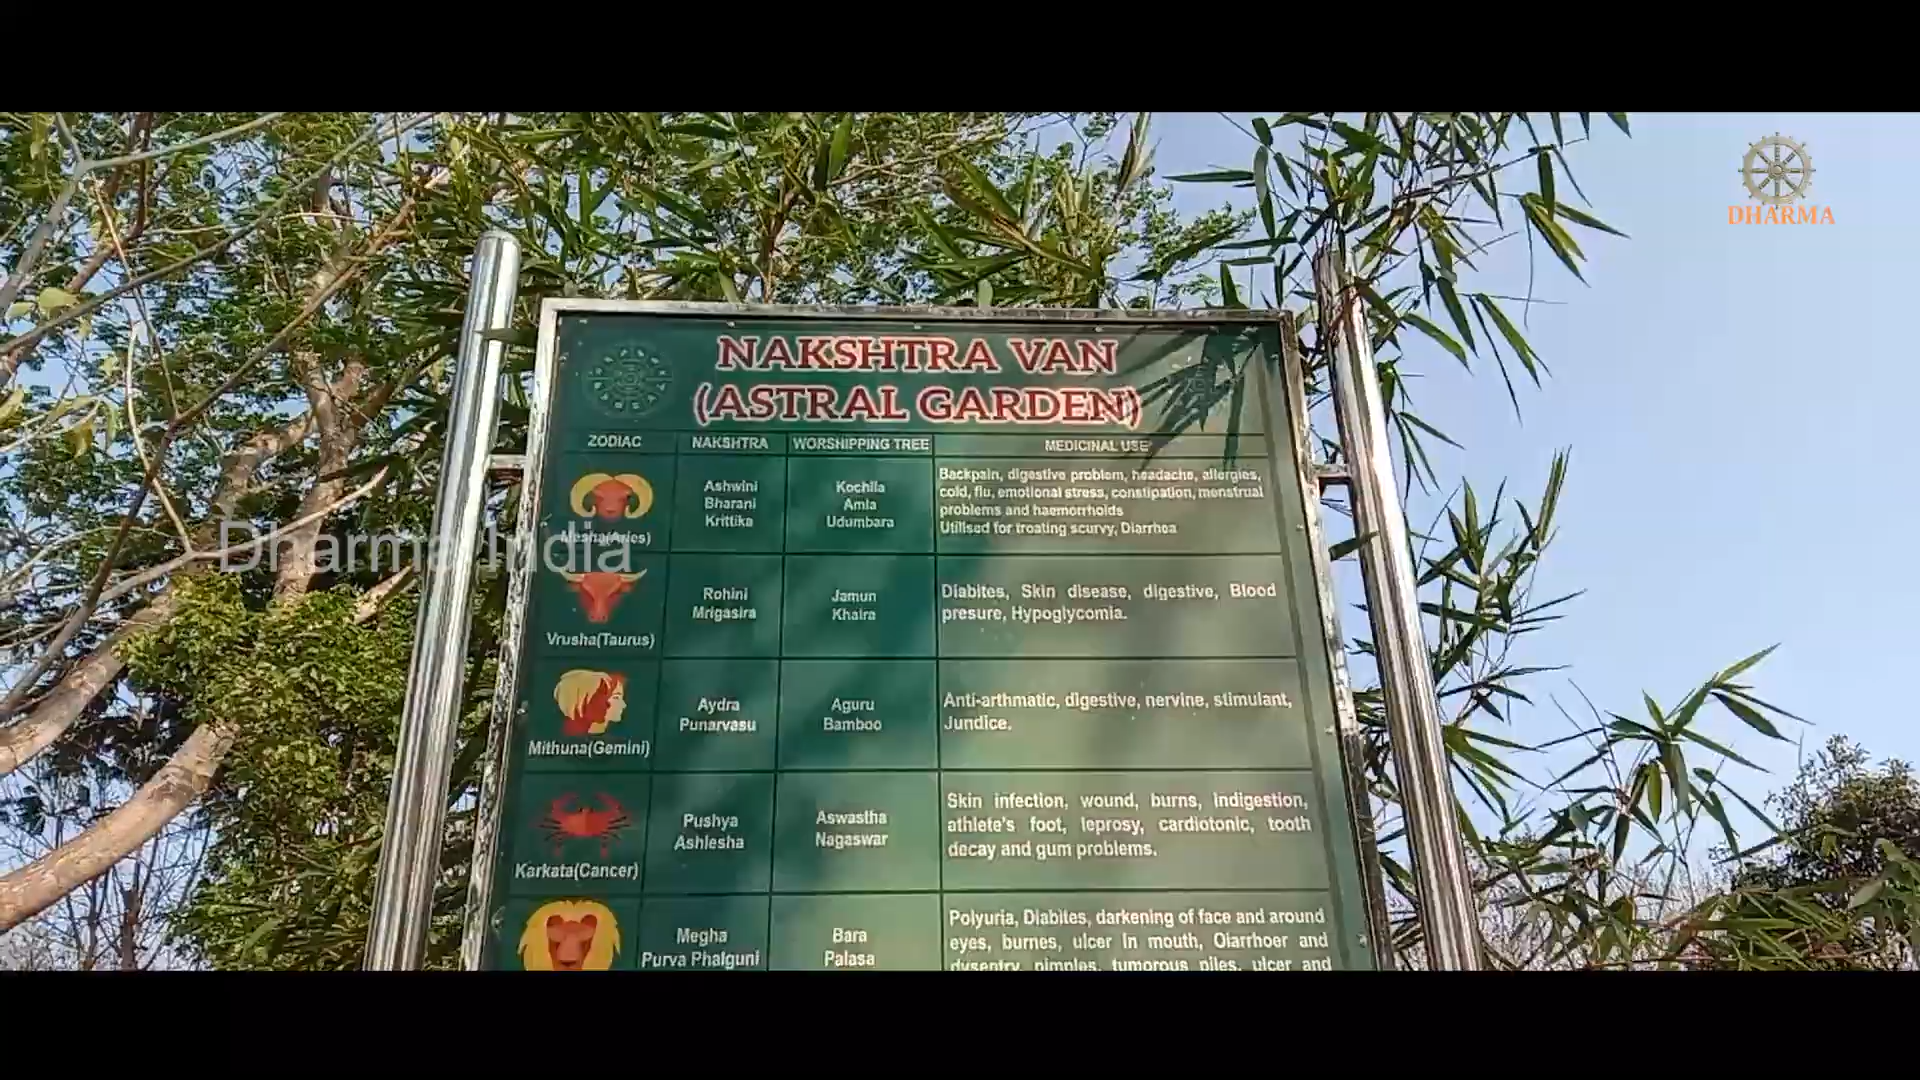 DHARMA
NAKSHTRA VAN
(ASTRAL GARDEN)
ZODIAC NAKSHTRA WORSHIPPING TREE MEDICINAL USE
Mesha(Aries)
Ashwini
Bharani
Krittika
Kochila
Amla
Udumbara
Backpain, digestive problem, headache, allergies,
cold, flu, emotional stress, constipation, menstrual
problems and haemorrhoids
Utilised for troating scurvy, Diarrhea
Dharma India
Vrusha(Taurus)
Rohini
Mrigasira
Jamun
Khaira
Diabites, Skin disease, digestive, Blood
presure, Hypoglycomia.
Mithuna(Gemini)
Aydra
Punarvasu
Aguru
Bamboo
Anti-arthmatic, digestive, nervine, stimulant,
Jundice.
Karkata(Cancer)
Pushya
Ashlesha
Aswastha
Nagaswar
Skin infection, wound, burns, indigestion,
athlete's foot, leprosy, cardiotonic, tooth
decay and gum problems.
Megha
Purva Phalguni
Bara
Palasa
Polyuria, Diabites, darkening of face and around
eyes, burnes, ulcer in mouth, Oiarrhoer and
dysentry, pimples, tumorous piles, ulcer and